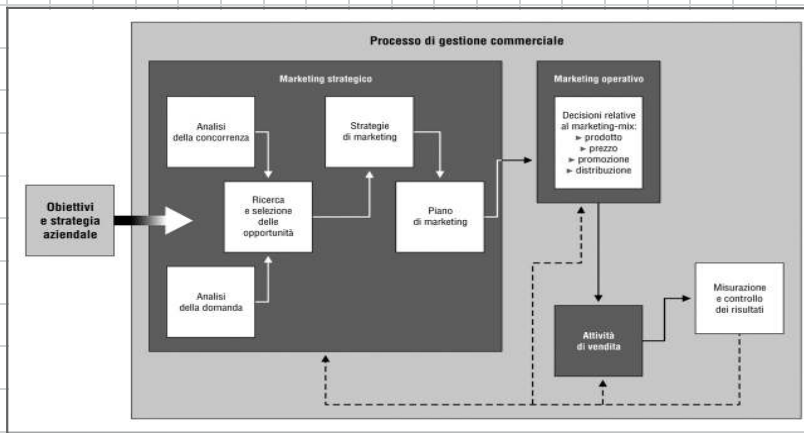 Processo di gestione commerciale
Marketing strategico
Analisi
della concorrenza
Strategie
di marketing
Ricerca
e selezione
delle
opportunità
Piano
di marketing
Analisi
della domanda
Obiettivi
e strategia
aziendale
Marketing operativo
Decisioni relative
al marketing-mix:
► prodotto
► prezzo
► promozione
► distribuzione
Attività
di vendita
Misurazione
e controllo
dei risultati